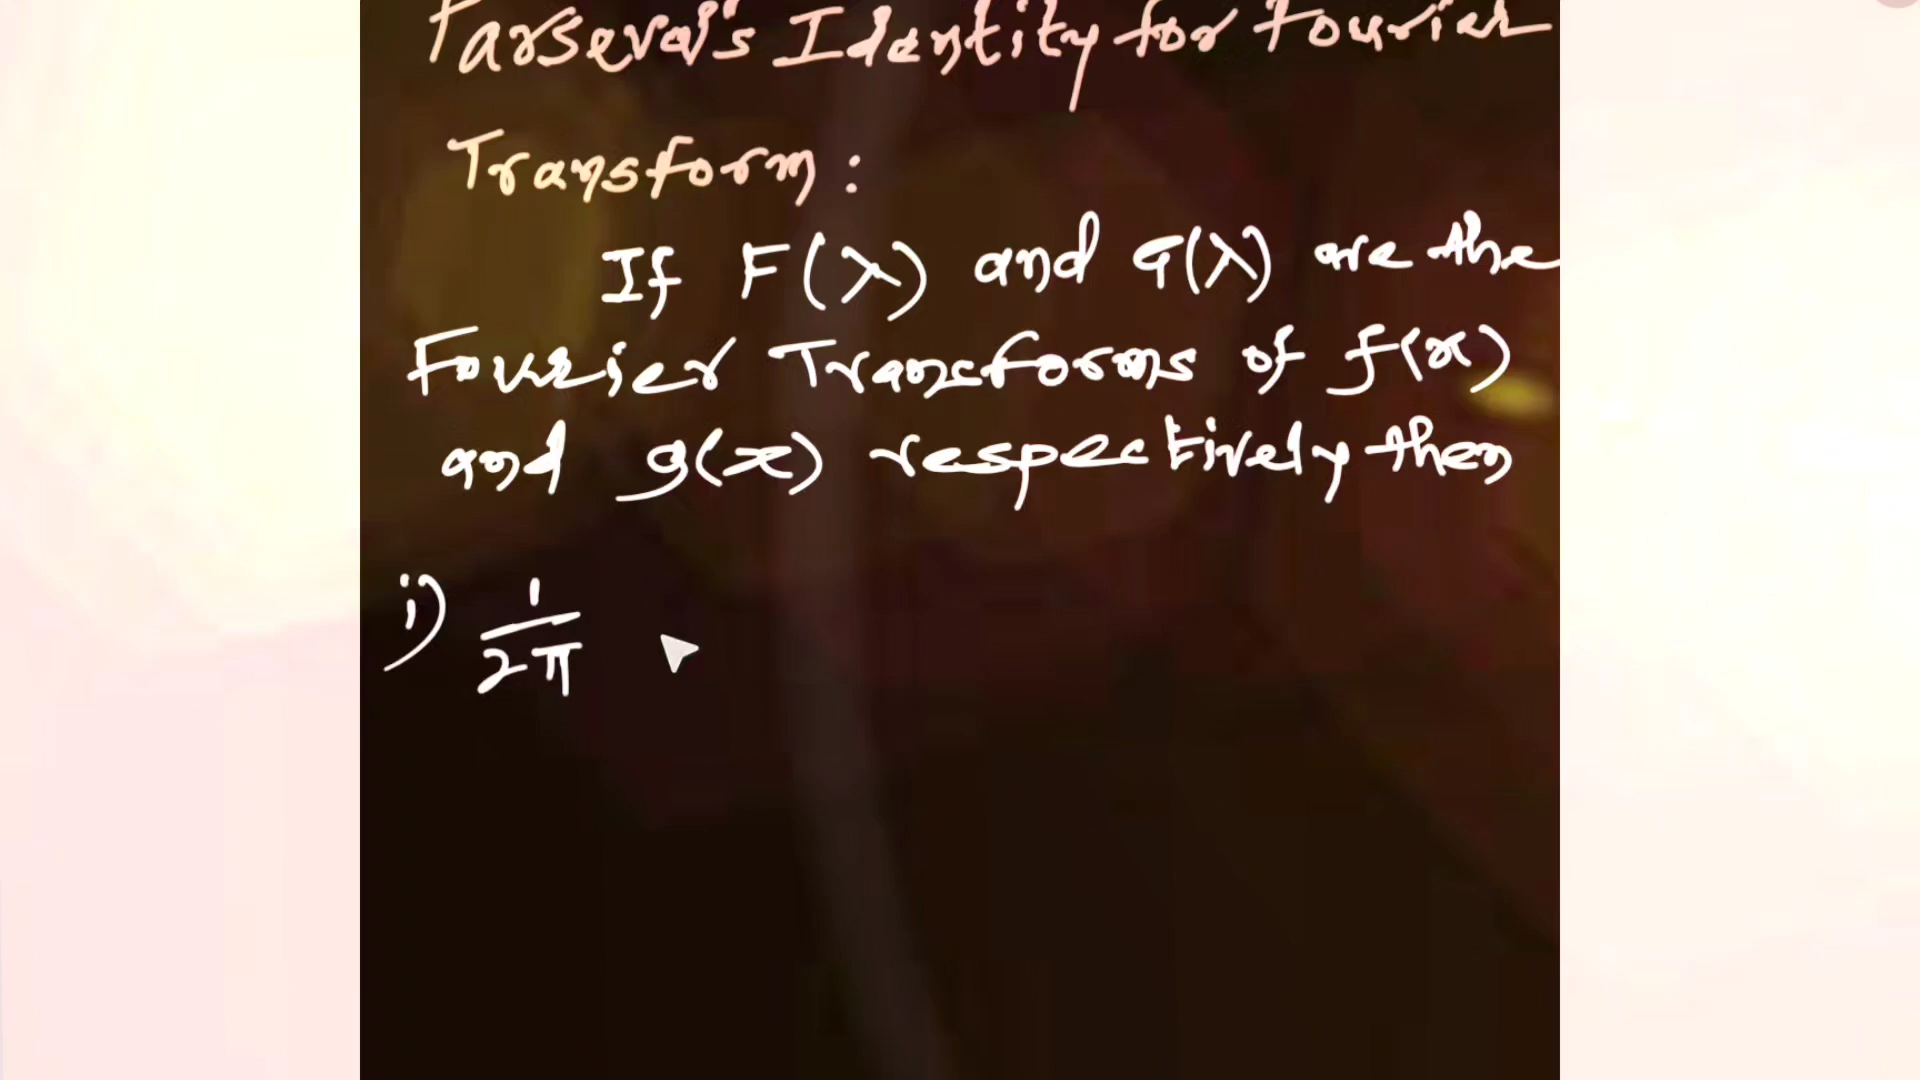 Parseval's Identity for Fourier
Transform :
If F(λ) and G(λ) are the
Fourier Transforms of f(x)
and g(x) respectively then
i) 1/2π